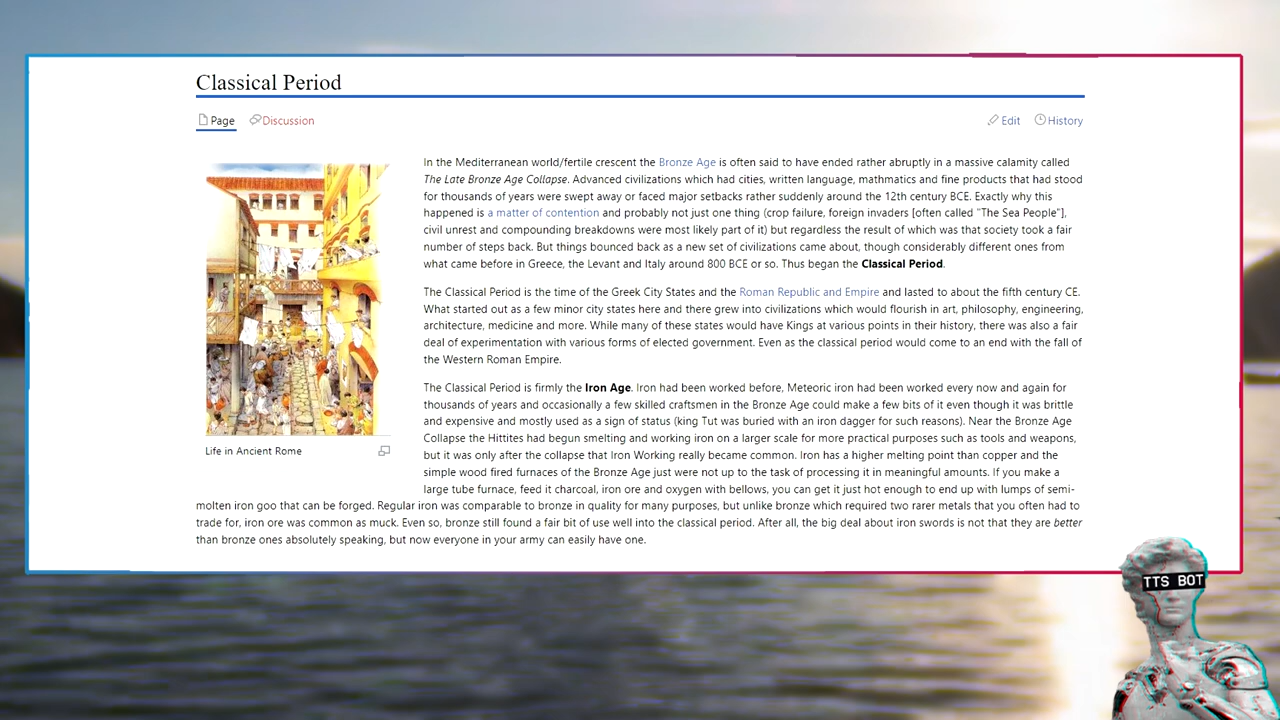 Classical Period
Page
Discussion
Edit
History
In the Mediterranean world/fertile crescent the Bronze Age is often said to have ended rather abruptly in a massive calamity called
The Late Bronze Age Collapse. Advanced civilizations which had cities, written language, mathmatics and fine products that had stood
for thousands of years were swept away or faced major setbacks rather suddenly around the 12th century BCE. Exactly why this
happened is a matter of contention and probably not just one thing (crop failure, foreign invaders [often called "The Sea People"],
civil unrest and compounding breakdowns were most likely part of it) but regardless the result of which was that society took a fair
number of steps back. But things bounced back as a new set of civilizations came about, though considerably different ones from
what came before in Greece, the Levant and Italy around 800 BCE or so. Thus began the Classical Period.
The Classical Period is the time of the Greek City States and the Roman Republic and Empire and lasted to about the fifth century CE.
What started out as a few minor city states here and there grew into civilizations which would flourish in art, philosophy, engineering,
architecture, medicine and more. While many of these states would have Kings at various points in their history, there was also a fair
deal of experimentation with various forms of elected government. Even as the classical period would come to an end with the fall of
the Western Roman Empire.
The Classical Period is firmly the Iron Age. Iron had been worked before, Meteoric iron had been worked every now and again for
thousands of years and occasionally a few skilled craftsmen in the Bronze Age could make a few bits of it even though it was brittle
and expensive and mostly used as a sign of status (king Tut was buried with an iron dagger for such reasons). Near the Bronze Age
Collapse the Hittites had begun smelting and working iron on a larger scale for more practical purposes such as tools and weapons,
but it was only after the collapse that Iron Working really became common. Iron has a higher melting point than copper and the
simple wood fired furnaces of the Bronze Age just were not up to the task of processing it in meaningful amounts. If you make a
large tube furnace, feed it charcoal, iron ore and oxygen with bellows, you can get it just hot enough to end up with lumps of semi-
molten iron goo that can be forged. Regular iron was comparable to bronze in quality for many purposes, but unlike bronze which required two rarer metals that you often had to
trade for, iron ore was common as muck. Even so, bronze still found a fair bit of use well into the classical period. After all, the big deal about iron swords is not that they are better
than bronze ones absolutely speaking, but now everyone in your army can easily have one.
Life in Ancient Rome
TTS BOT